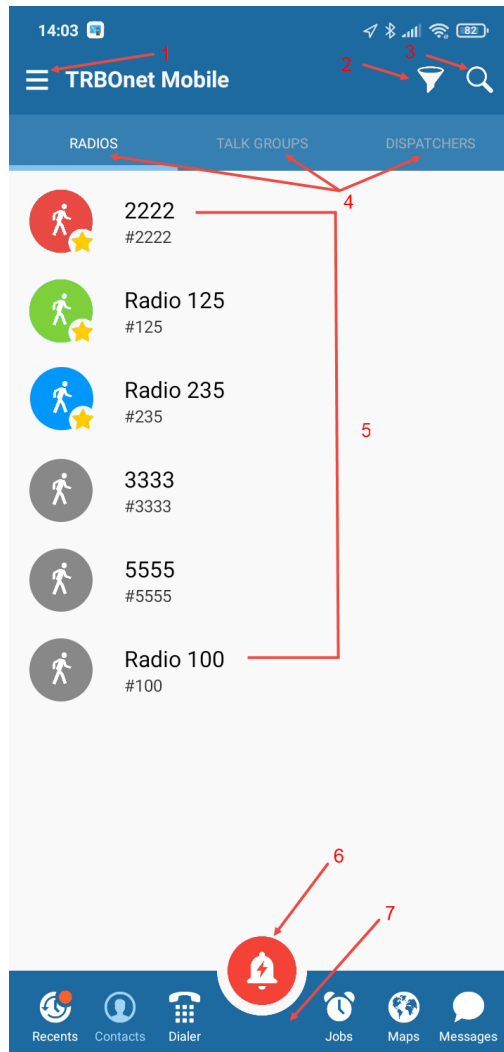 14:03
82
1
2
3
TRBOnet Mobile
RADIOS
TALK GROUPS
DISPATCHERS
4
2222
#2222
Radio 125
#125
Radio 235
#235
5
3333
#3333
5555
#5555
Radio 100
#100
6
7
Recents
Contacts
Dialer
Jobs
Maps
Messages